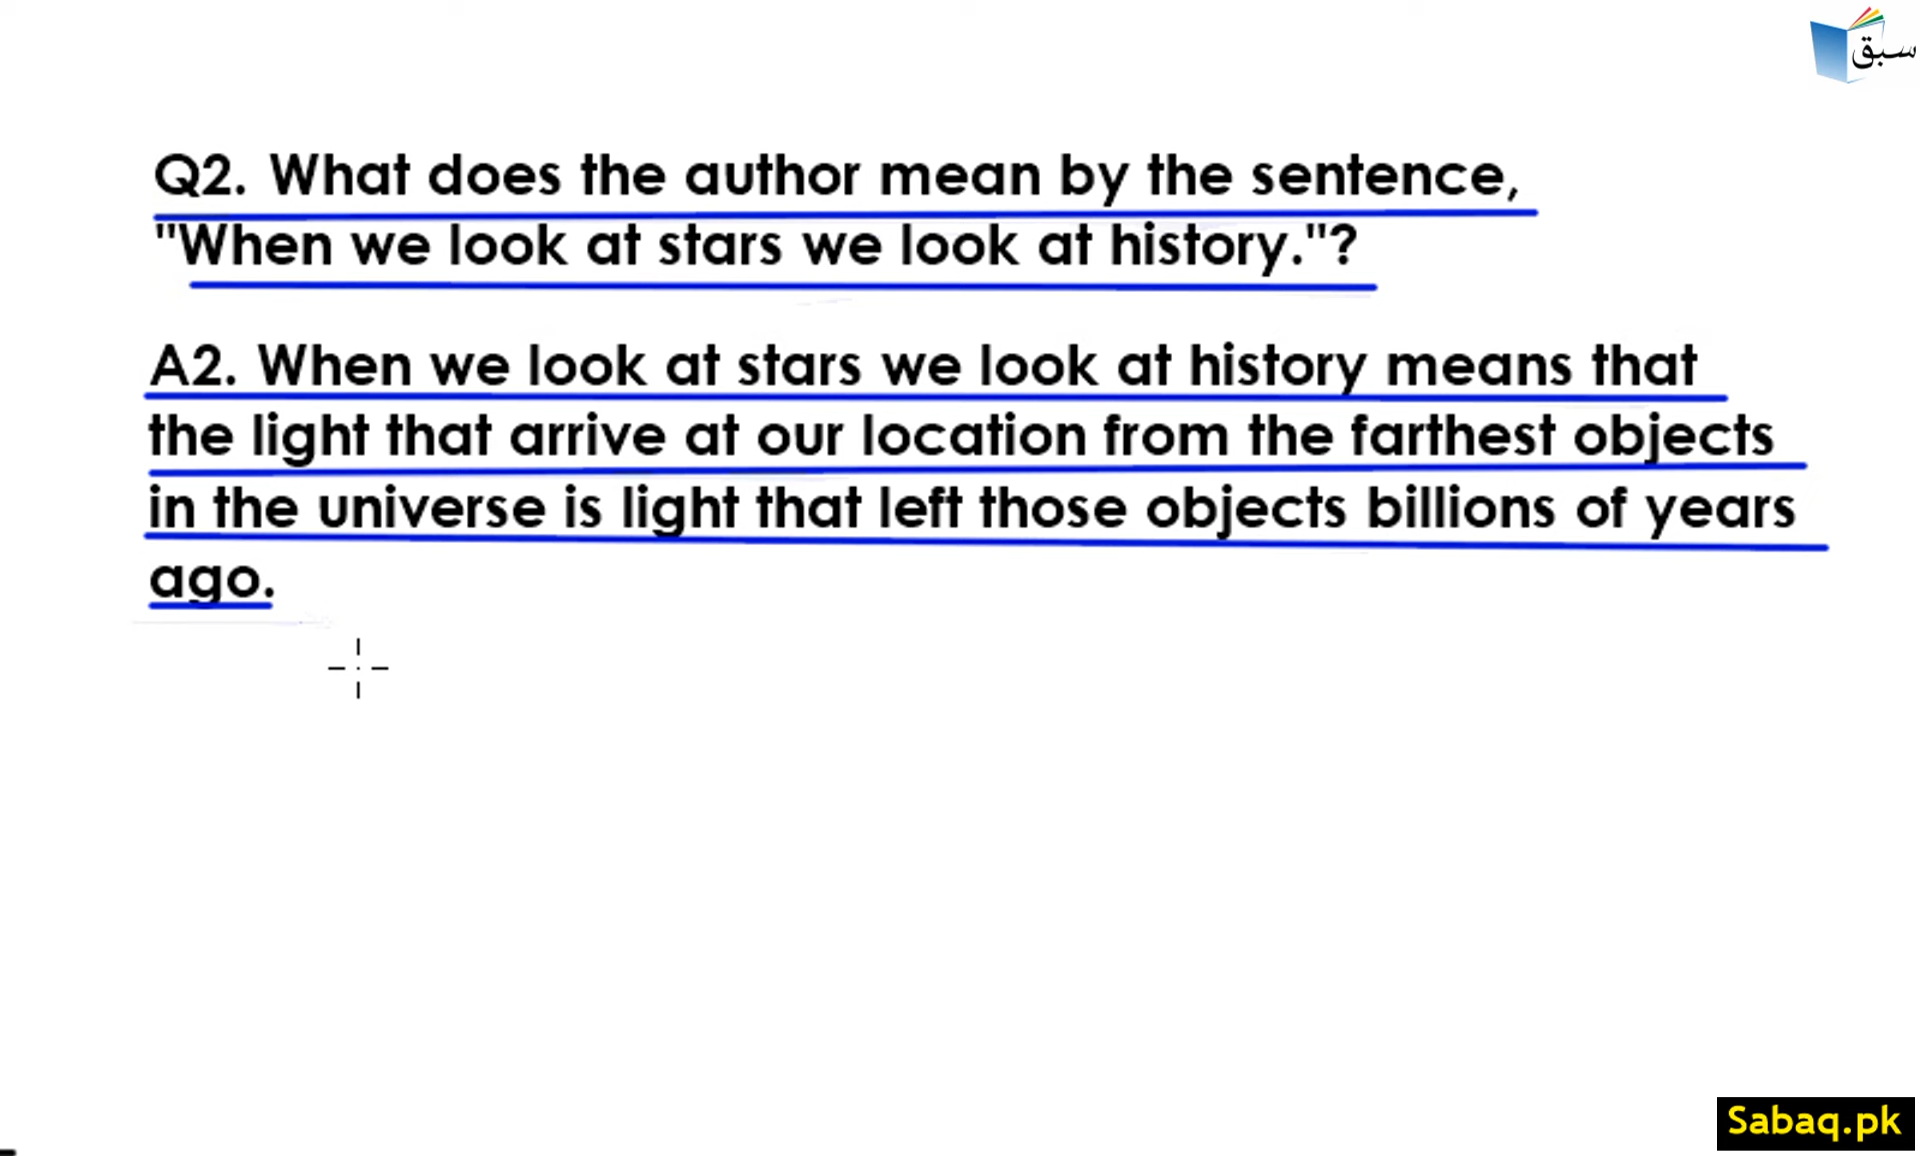 سبق
Q2. What does the author mean by the sentence,
"When we look at stars we look at history."?
A2. When we look at stars we look at history means that
the light that arrive at our location from the farthest objects
in the universe is light that left those objects billions of years
ago.
Sabaq.pk